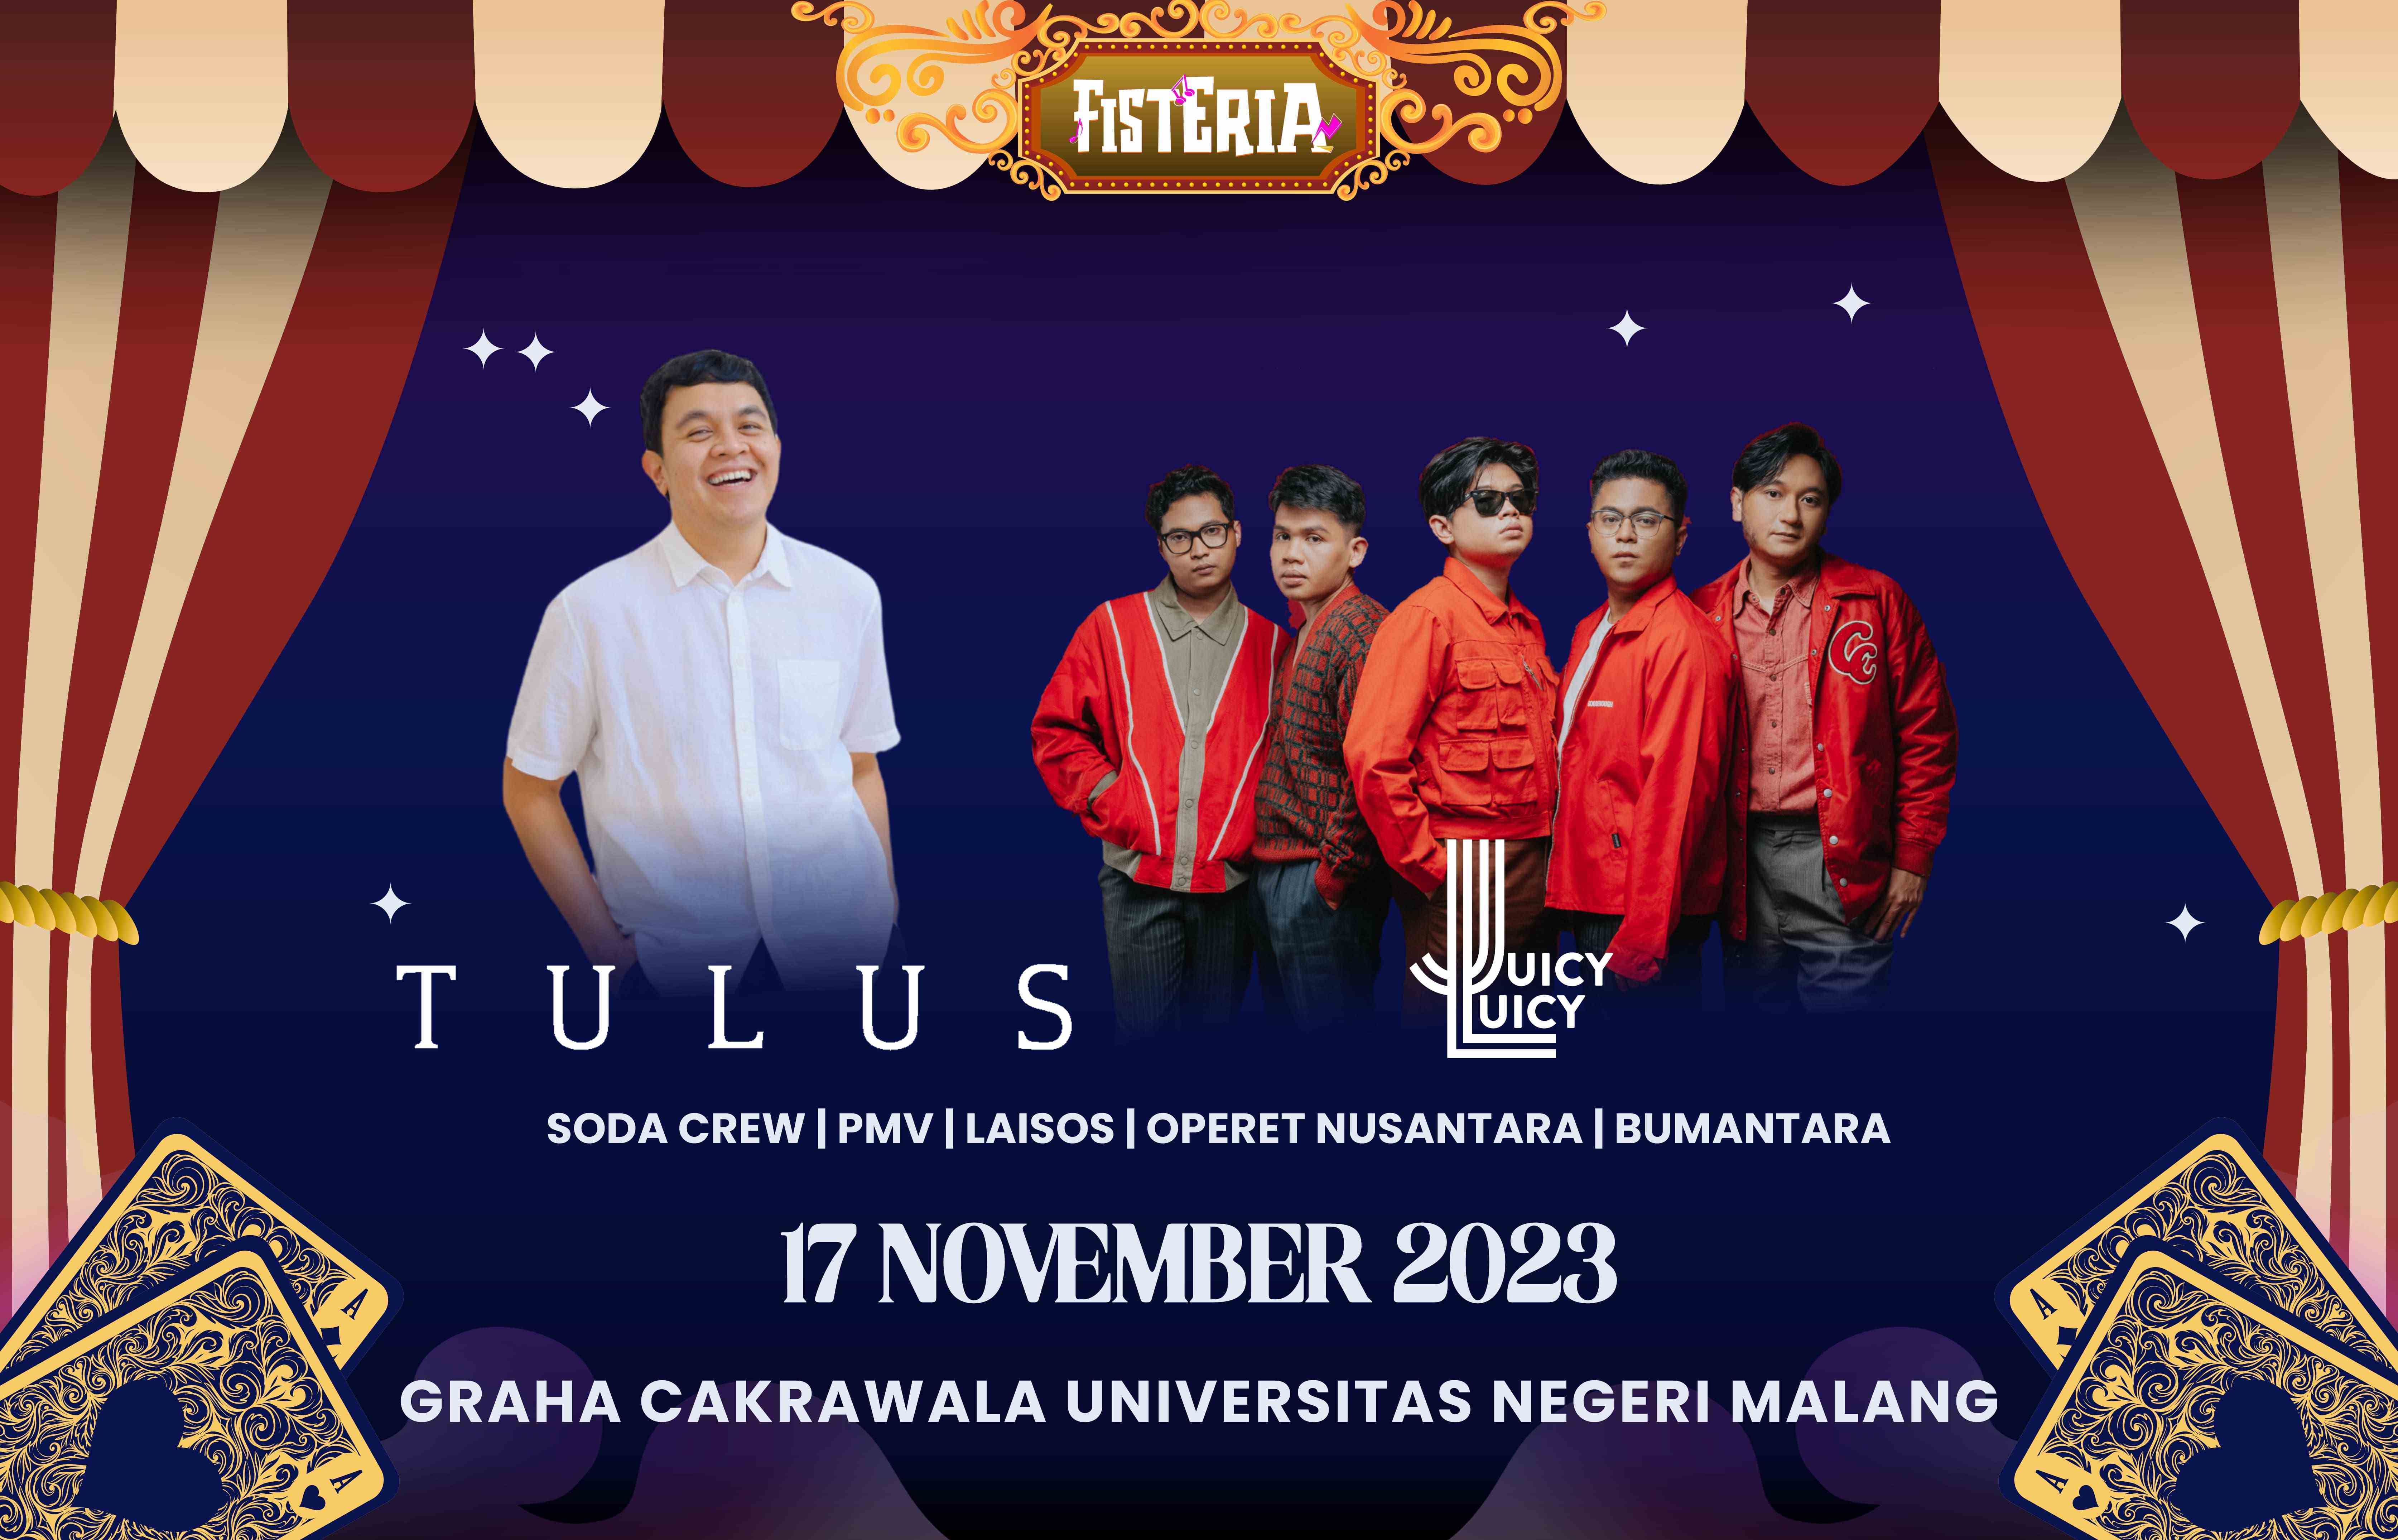 FISTERIA
TULUS
JUICY
LUICY
SODA CREW | PMV | LAISOS | OPERET NUSANTARA | BUMANTARA
17 NOVEMBER 2023
GRAHA CAKRAWALA UNIVERSITAS NEGERI MALANG
A
A
A
A